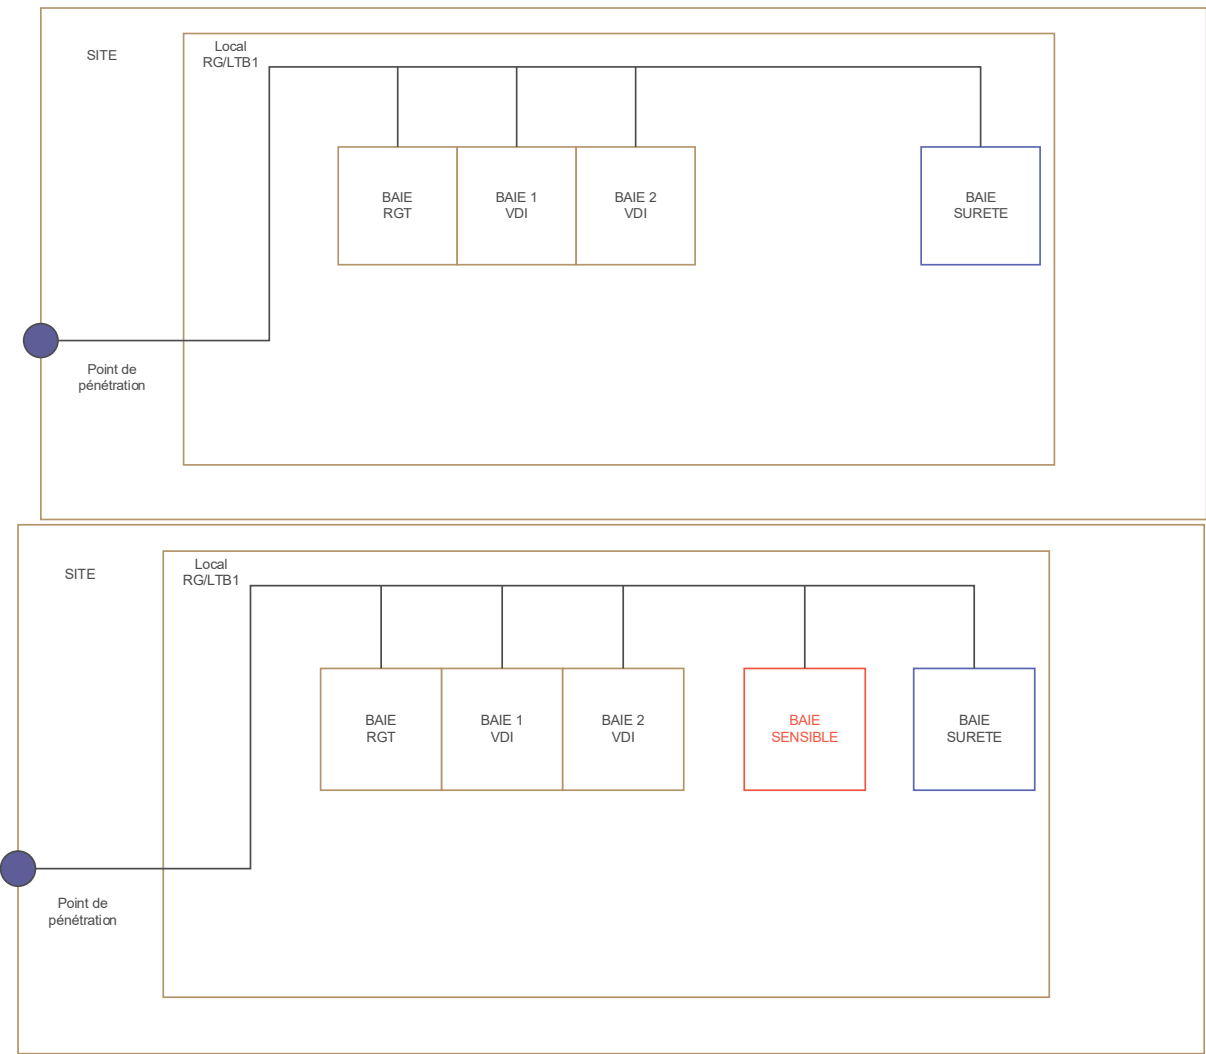 SITE
Local
RG/LTB1
BAIE
RGT
BAIE 1
VDI
BAIE 2
VDI
BAIE
SURETE
Point de
pénétration
SITE
Local
RG/LTB1
BAIE
RGT
BAIE 1
VDI
BAIE 2
VDI
BAIE
SENSIBLE
BAIE
SURETE
Point de
pénétration